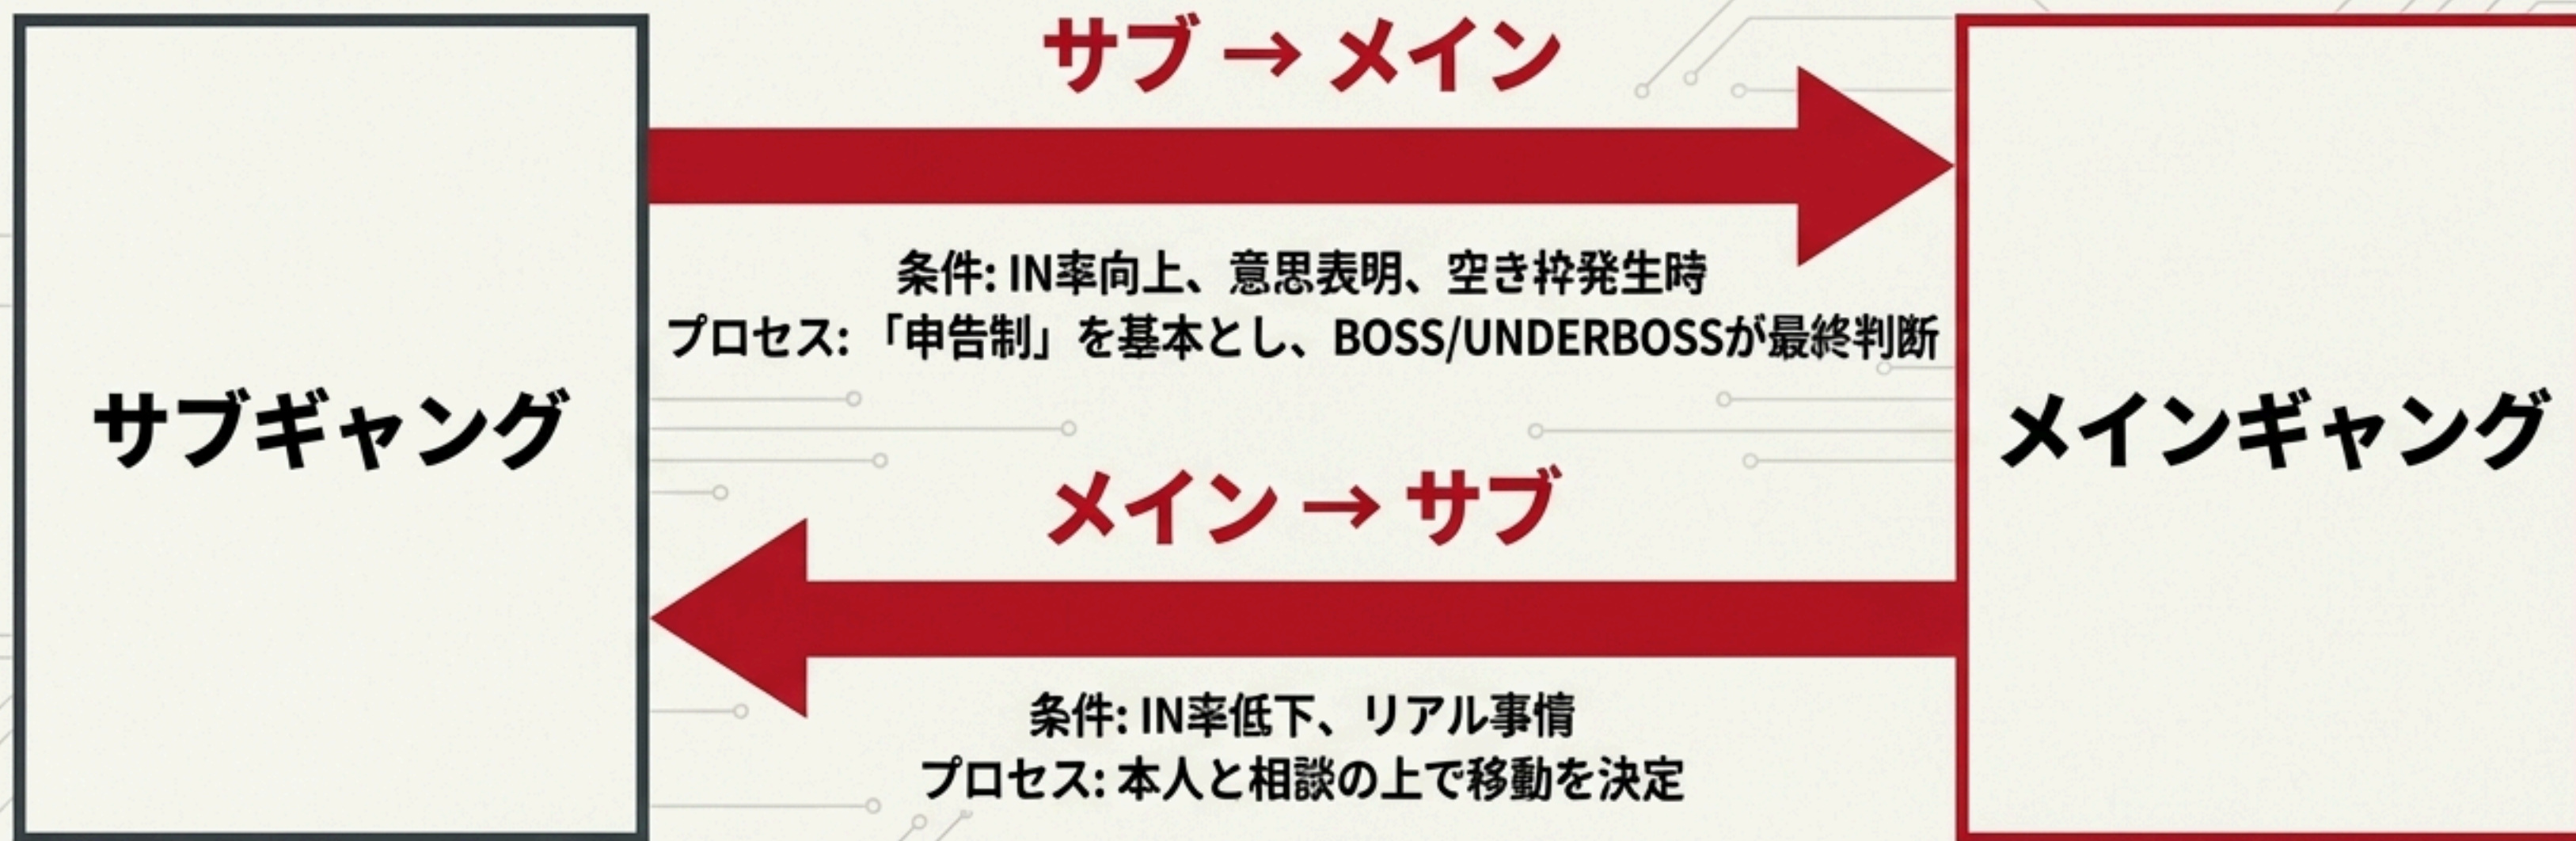 サブ → メイン
条件: IN率向上、意思表明、空き枠発生時
プロセス: 「申告制」を基本とし、BOSS/UNDERBOSSが最終判断
サブギャング
メインギャング
メイン → サブ
条件: IN率低下、リアル事情
プロセス: 本人と相談の上で移動を決定